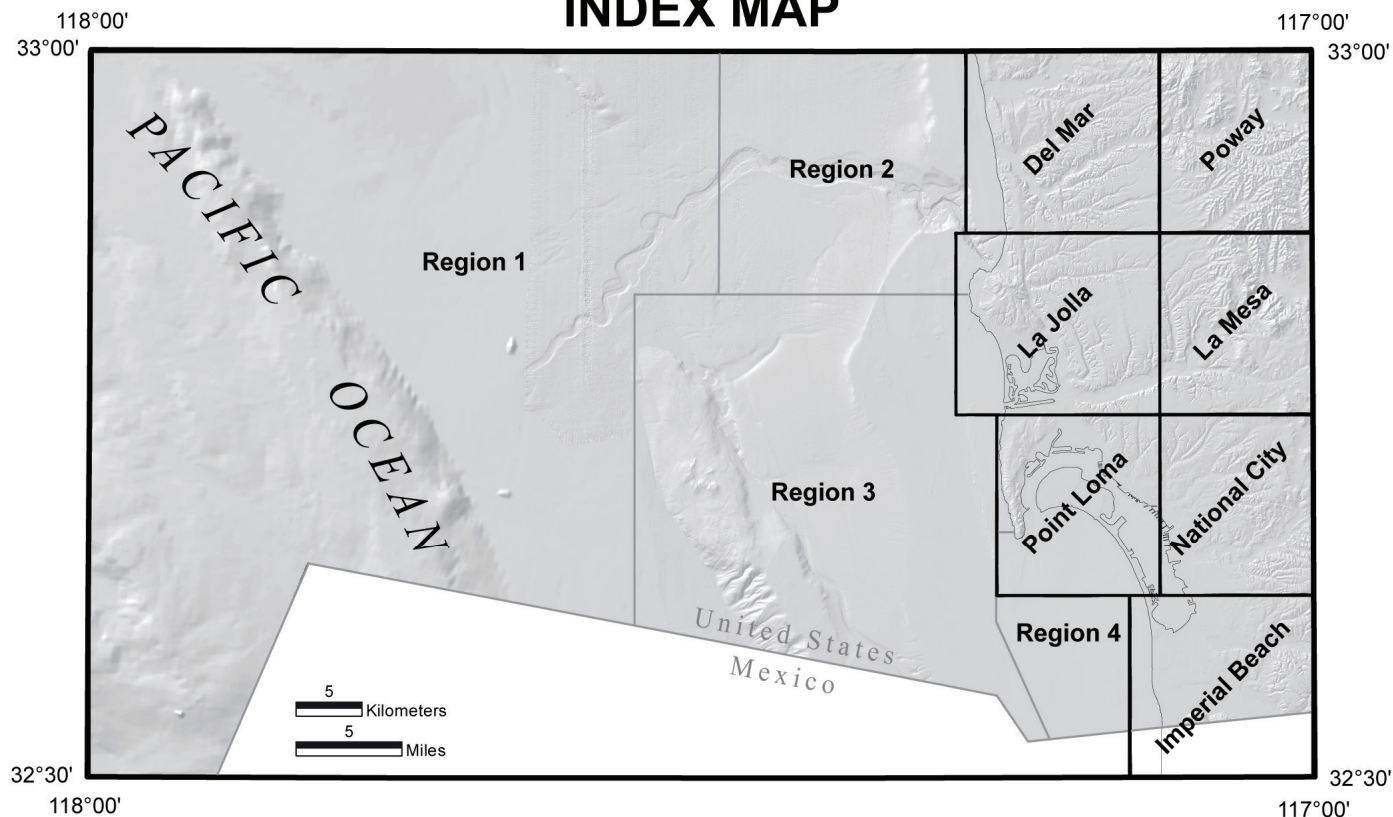 INDEX MAP
118°00'
117°00'
33°00'
33°00'
PACIFIC
OCEAN
Region 1
Region 2
Region 3
Region 4
Del Mar
Poway
La Jolla
La Mesa
Point Loma
National City
Imperial Beach
United States
Mexico
5
Kilometers
5
Miles
32°30'
32°30'
118°00'
117°00'